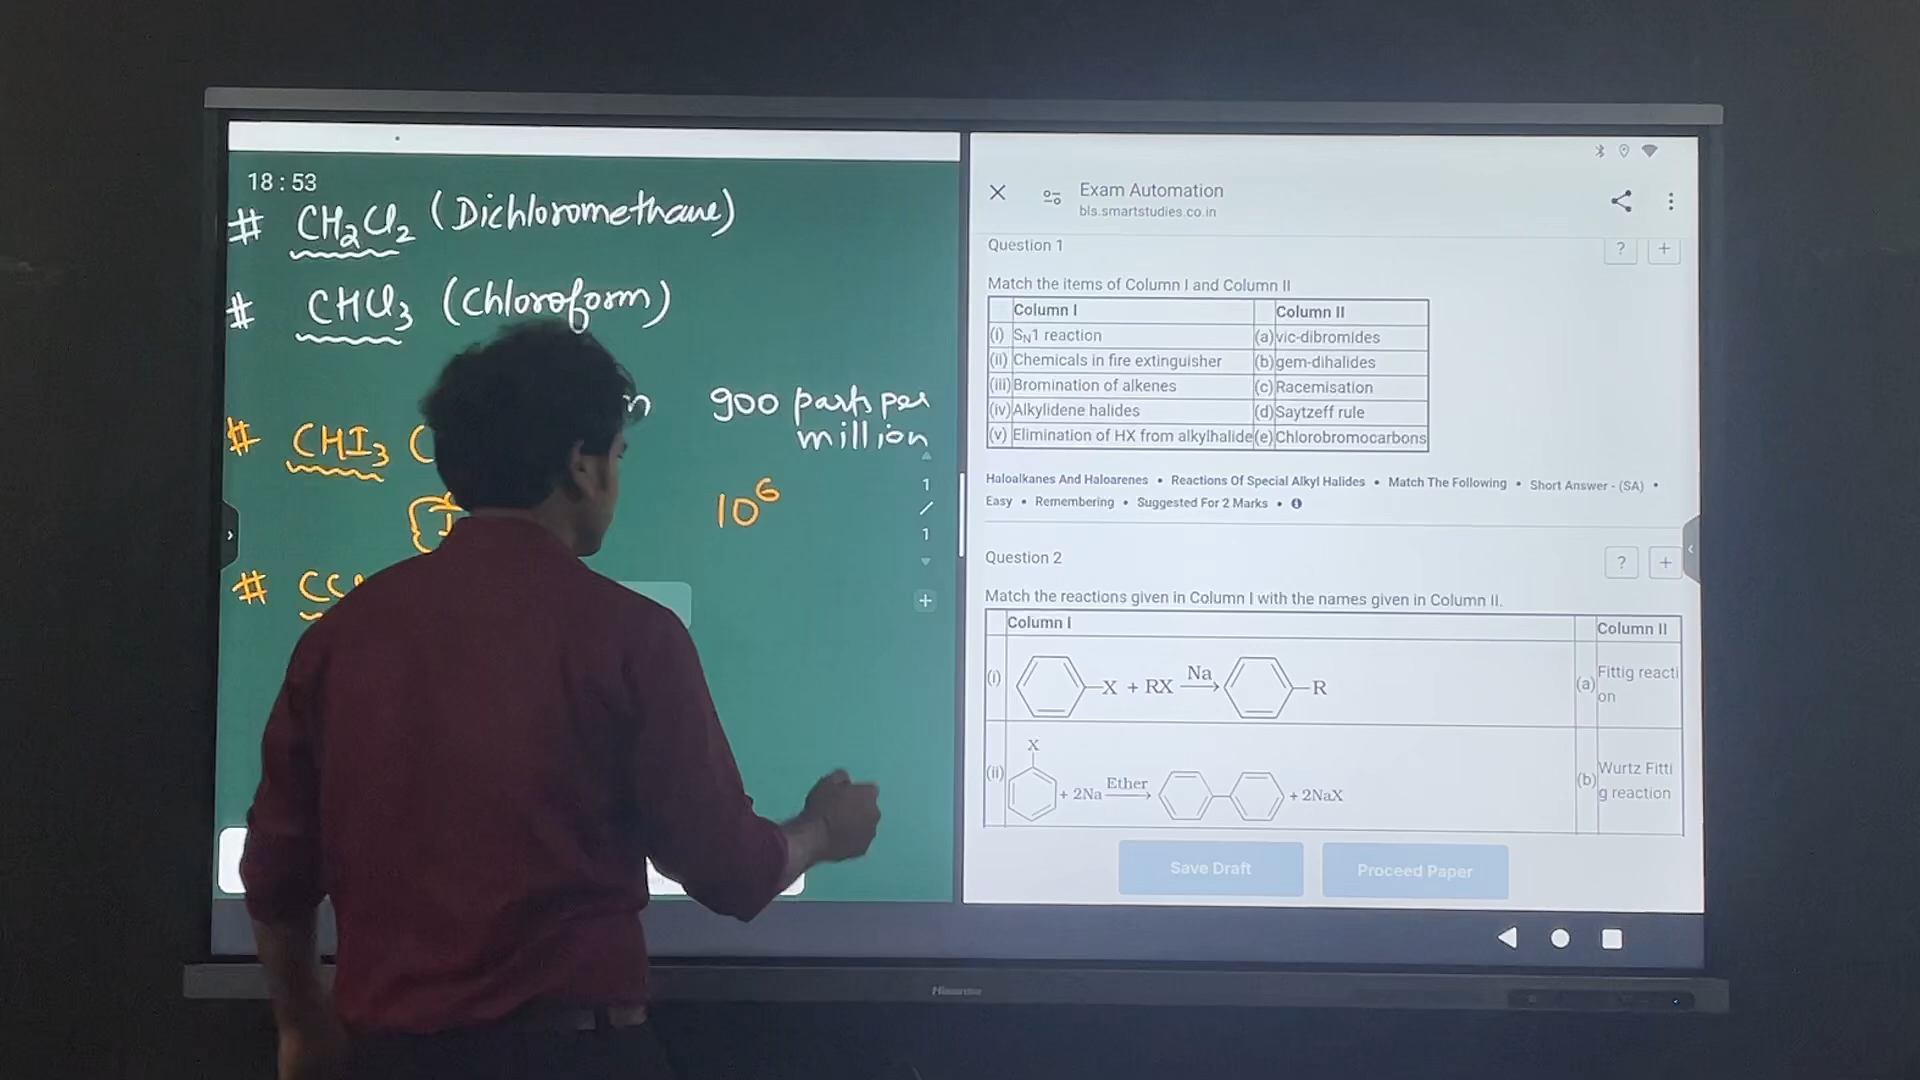 18:53
# CH2Cl2 (Dichloromethane)
# CHCl3 (Chloroform)
900 parts per
million
# CHI3 (
10^6
1
/
1
#
Exam Automation
bls.smartstudies.co.in
Question 1
? +
Match the items of Column I and Column II
Column I Column II
(i) SN1 reaction (a) vic-dibromides
(ii) Chemicals in fire extinguisher (b) gem-dihalides
(iii) Bromination of alkenes (c) Racemisation
(iv) Alkylidene halides (d) Saytzeff rule
(v) Elimination of HX from alkylhalide (e) Chlorobromocarbons
Haloalkanes And Haloarenes • Reactions Of Special Alkyl Halides • Match The Following • Short Answer - (SA) •
Easy • Remembering • Suggested For 2 Marks •
Question 2
? +
Match the reactions given in Column I with the names given in Column II.
Column I Column II
(i) X + RX Na → R (a) Fittig reacti
on
(ii) X + 2Na Ether → + 2NaX (b) Wurtz Fitti
g reaction
Save Draft Proceed Paper
Hisense